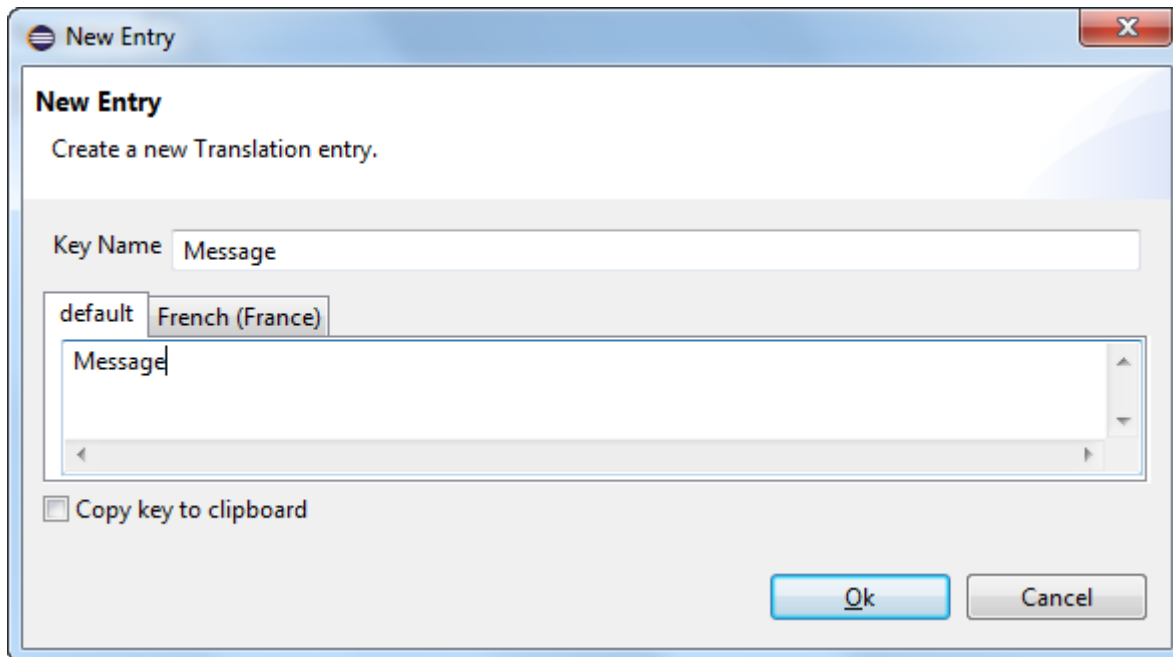 New Entry
New Entry
Create a new Translation entry.
Key Name Message
default French (France)
Message
Copy key to clipboard
Ok Cancel